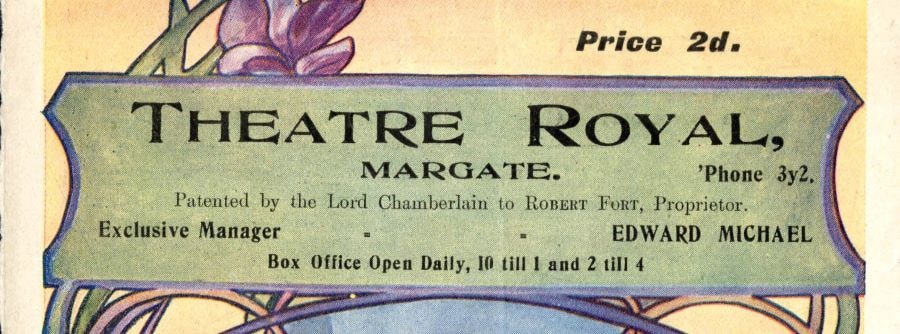 Price 2d.
THEATRE ROYAL,
MARGATE.
'Phone 3y2.
Patented by the Lord Chamberlain to ROBERT FORT, Proprietor.
Exclusive Manager - - EDWARD MICHAEL
Box Office Open Daily, 10 till 1 and 2 till 4